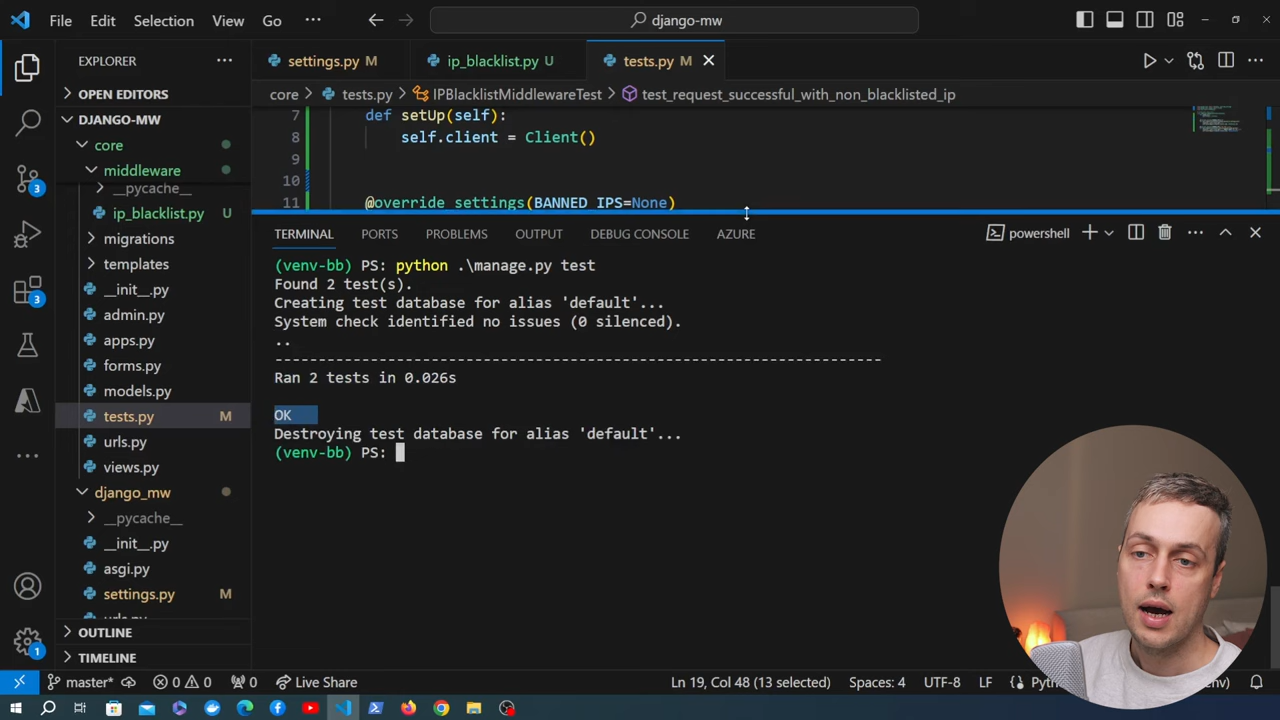 File Edit Selection View Go ··· django-mw
EXPLORER ···
OPEN EDITORS
DJANGO-MW
core
middleware
__pycache__
ip_blacklist.py U
migrations
templates
__init__.py
admin.py
apps.py
forms.py
models.py
tests.py M
urls.py
views.py
django_mw
__pycache__
__init__.py
asgi.py
settings.py M
urls.py
OUTLINE
TIMELINE
3
3
1
settings.py M ip_blacklist.py U tests.py M
core > tests.py > IPBlacklistMiddlewareTest > test_request_successful_with_non_blacklisted_ip
7 def setUp(self):
8 self.client = Client()
9
10
11 @override_settings(BANNED_IPS=None)
TERMINAL PORTS PROBLEMS OUTPUT DEBUG CONSOLE AZURE powershell
(venv-bb) PS: python .\manage.py test
Found 2 test(s).
Creating test database for alias 'default'...
System check identified no issues (0 silenced).
..
----------------------------------------------------------------------
Ran 2 tests in 0.026s
OK
Destroying test database for alias 'default'...
(venv-bb) PS:
master* 0 0 0 Live Share Ln 19, Col 48 (13 selected) Spaces: 4 UTF-8 LF